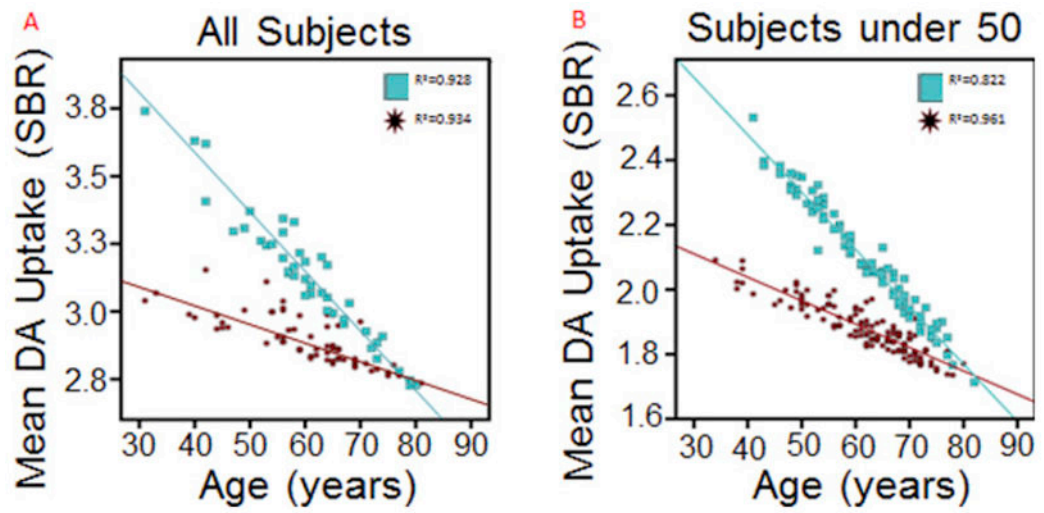 A
All Subjects
Mean DA Uptake (SBR)
3.8
3.5
3.3
3.0
2.8
R²=0.928
R²=0.934
30 40 50 60 70 80 90
Age (years)
B
Subjects under 50
Mean DA Uptake (SBR)
2.6
2.4
2.2
2.0
1.8
1.6
R²=0.822
R²=0.961
30 40 50 60 70 80 90
Age (years)